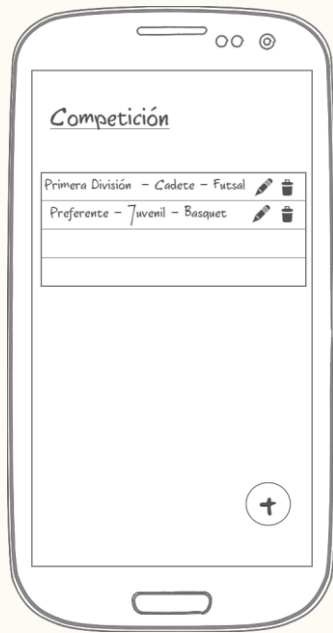 Competición
Primera División - Cadete - Futsal
Preferente - Juvenil - Basquet
+